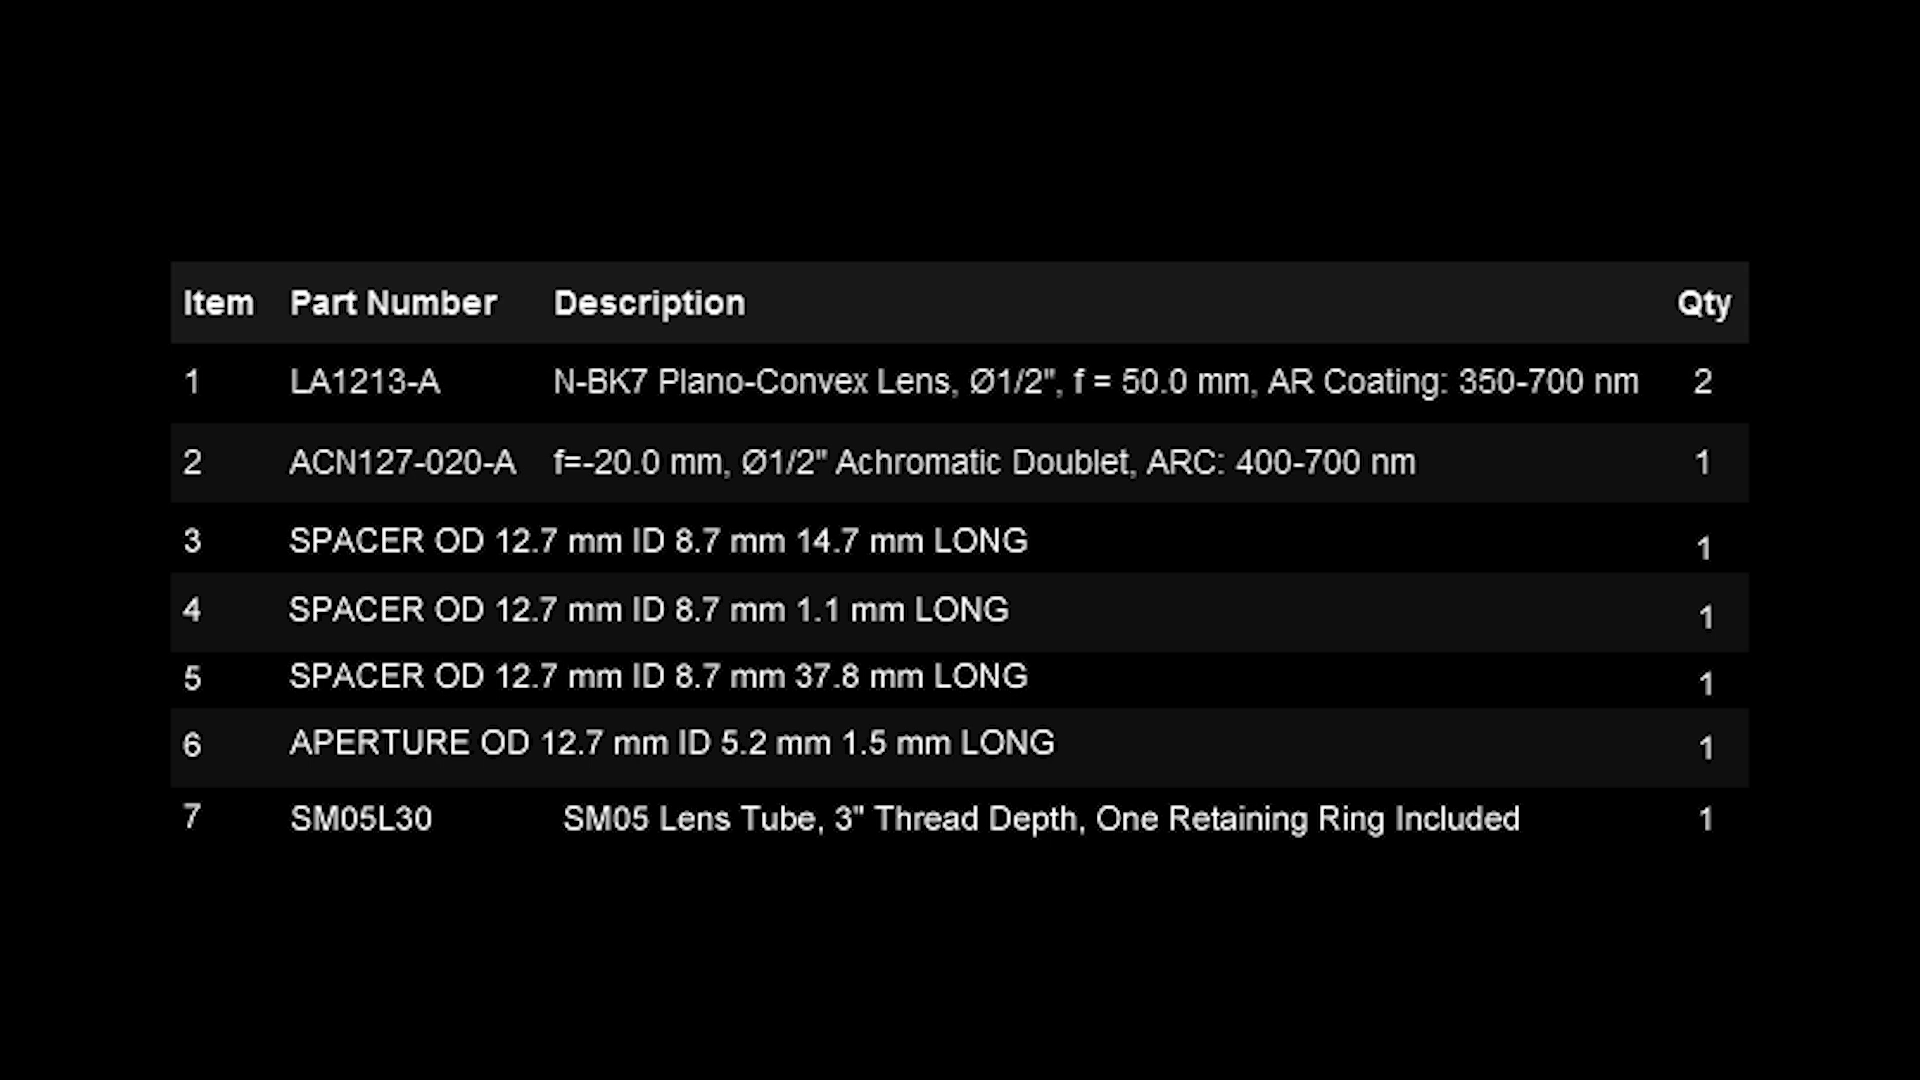 Item Part Number Description Qty
1 LA1213-A N-BK7 Plano-Convex Lens, Ø1/2", f = 50.0 mm, AR Coating: 350-700 nm 2
2 ACN127-020-A f=-20.0 mm, Ø1/2" Achromatic Doublet, ARC: 400-700 nm 1
3 SPACER OD 12.7 mm ID 8.7 mm 14.7 mm LONG 1
4 SPACER OD 12.7 mm ID 8.7 mm 1.1 mm LONG 1
5 SPACER OD 12.7 mm ID 8.7 mm 37.8 mm LONG 1
6 APERTURE OD 12.7 mm ID 5.2 mm 1.5 mm LONG 1
7 SM05L30 SM05 Lens Tube, 3" Thread Depth, One Retaining Ring Included 1